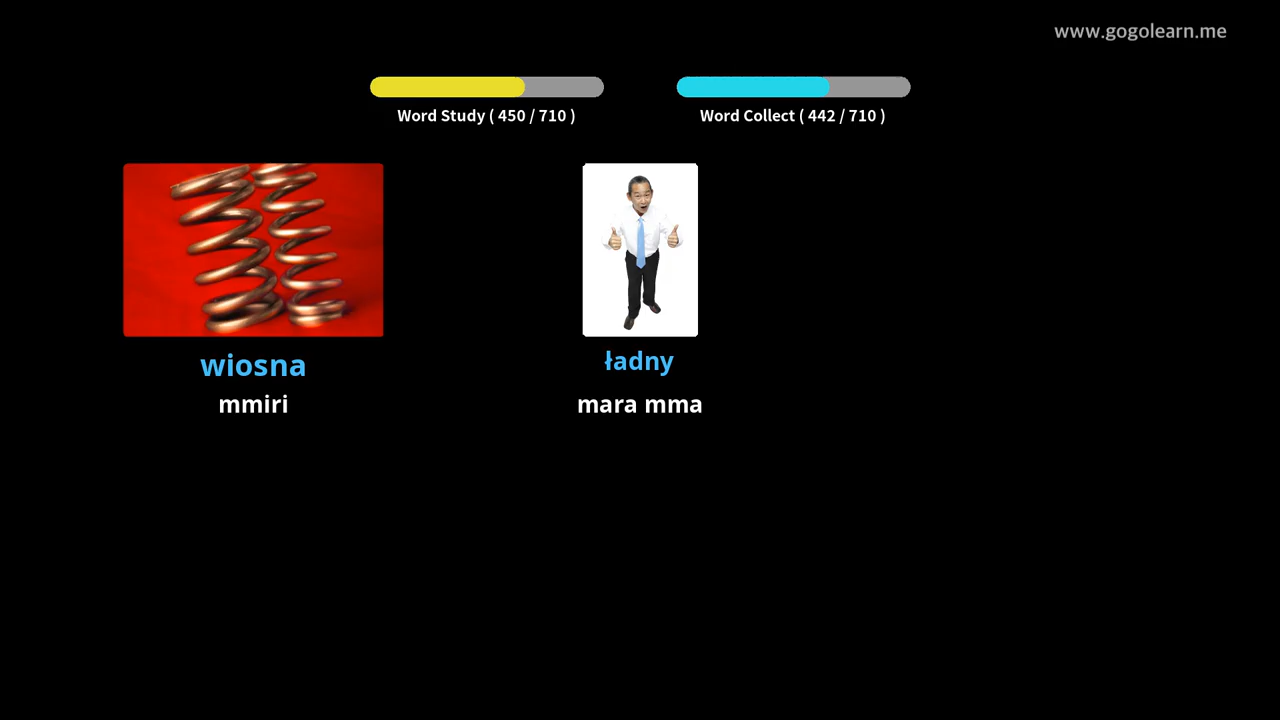 www.gogolearn.me
Word Study ( 450 / 710 )
Word Collect ( 442 / 710 )
wiosna
mmiri
ładny
mara mma